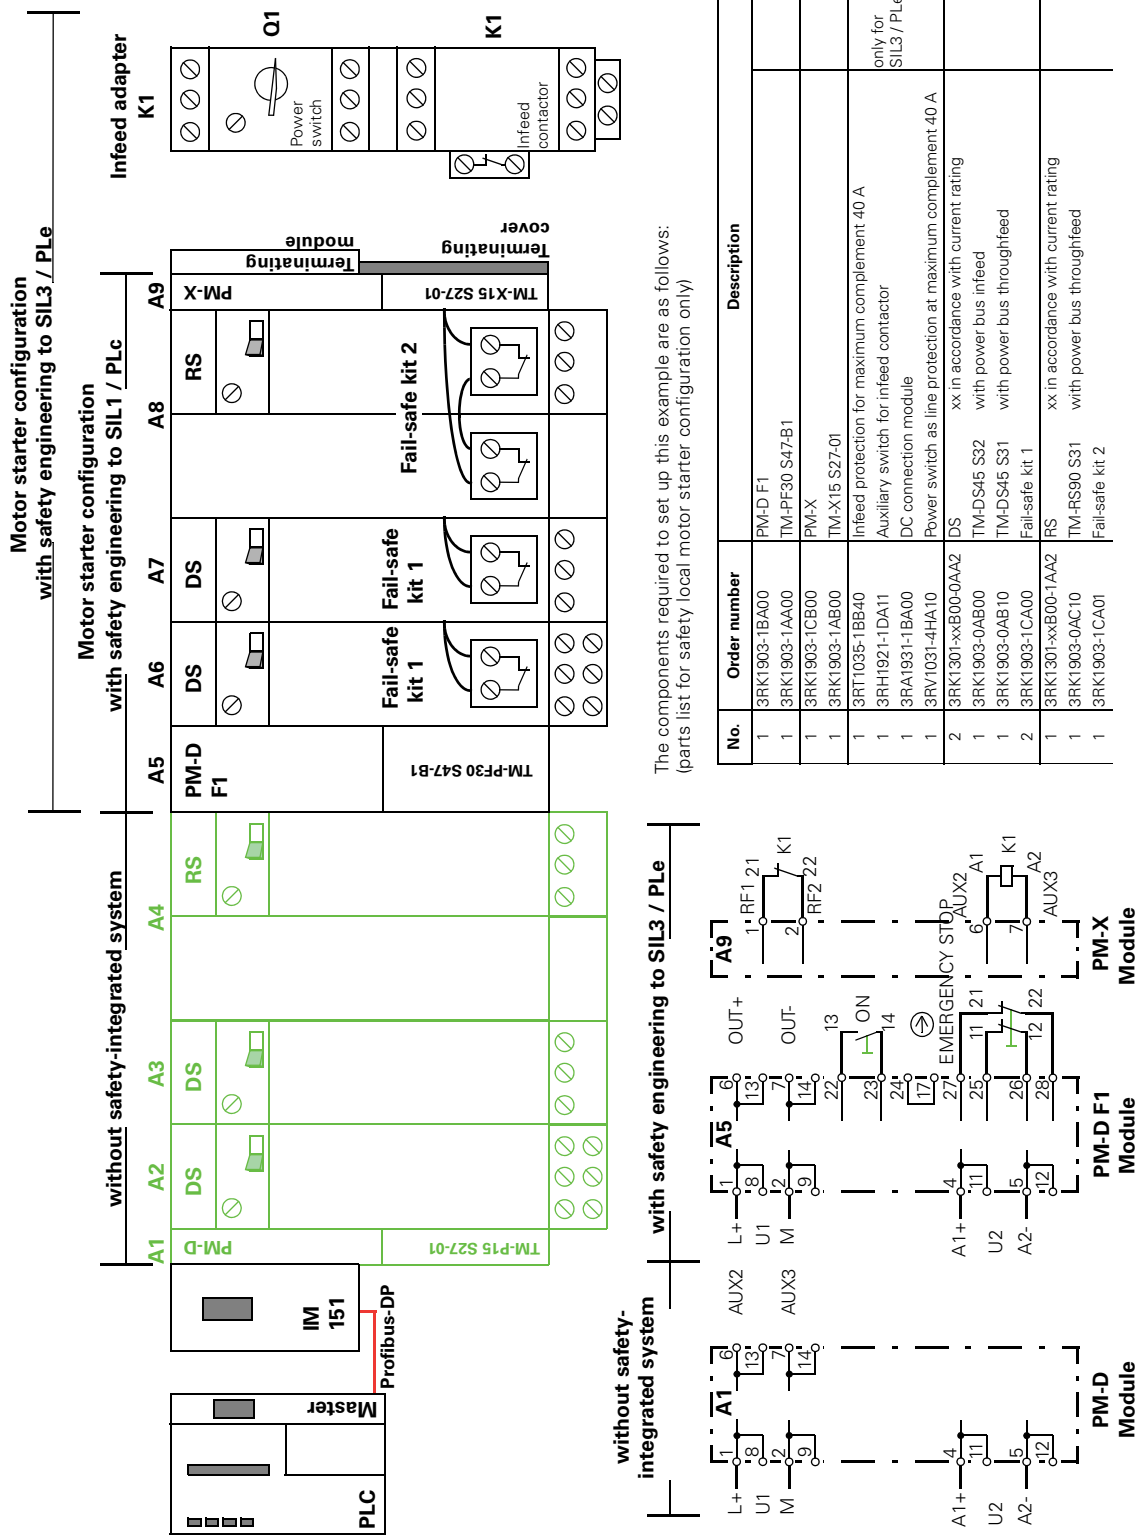 Motor starter configuration
with safety engineering to SIL3 / PLe
Motor starter configuration
with safety engineering to SIL1 / PLc
without safety-integrated system
Infeed adapter
K1
A1
A2
A3
A4
A5
A6
A7
A8
A9
PLC
Master
Profibus-DP
IM
151
PM-D
TM-P15 S27-01
DS
DS
RS
PM-D
F1
TM-PF30 S47-B1
DS
Fail-safe
kit 1
DS
Fail-safe
kit 1
RS
Fail-safe kit 2
PM-X
TM-X15 S27-01
Terminating
module
Terminating
cover
Power
switch
Q1
Infeed
contactor
K1
without safety-
integrated system
with safety engineering to SIL3 / PLe
A1
L+
U1
M
A1+
U2
A2-
1
8
2
9
4
11
5
12
6
13
7
14
AUX2
AUX3
PM-D
Module
A5
L+
U1
M
A1+
U2
A2-
1
8
2
9
4
11
5
12
6
13
7
14
22
23
24
17
27
25
26
28
OUT+
OUT-
13
ON
14
EMERGENCY STOP
11
21
12
22
PM-D F1
Module
A9
1
2
6
7
RF1
21
K1
RF2
22
AUX2
A1
K1
AUX3
A2
PM-X
Module
The components required to set up this example are as follows:
(parts list for safety local motor starter configuration only)
No. Order number Description
1 3RK1903-1BA00 PM-D F1
1 3RK1903-1AA00 TM-PF30 S47-B1
1 3RK1903-1CB00 PM-X
1 3RK1903-1AB00 TM-X15 S27-01
1 3RT1035-1BB40 Infeed protection for maximum complement 40 A
1 3RH1921-1DA11 Auxiliary switch for infeed contactor
1 3RA1931-1BA00 DC connection module
1 3RV1031-4HA10 Power switch as line protection at maximum complement 40 A
only for
SIL3 / PLe
2 3RK1301-xxB00-0AA2 DS xx in accordance with current rating
1 3RK1903-0AB00 TM-DS45 S32 with power bus infeed
1 3RK1903-0AB10 TM-DS45 S31 with power bus throughfeed
2 3RK1903-1CA00 Fail-safe kit 1
1 3RK1301-xxB00-1AA2 RS xx in accordance with current rating
1 3RK1903-0AC10 TM-RS90 S31 with power bus throughfeed
1 3RK1903-1CA01 Fail-safe kit 2